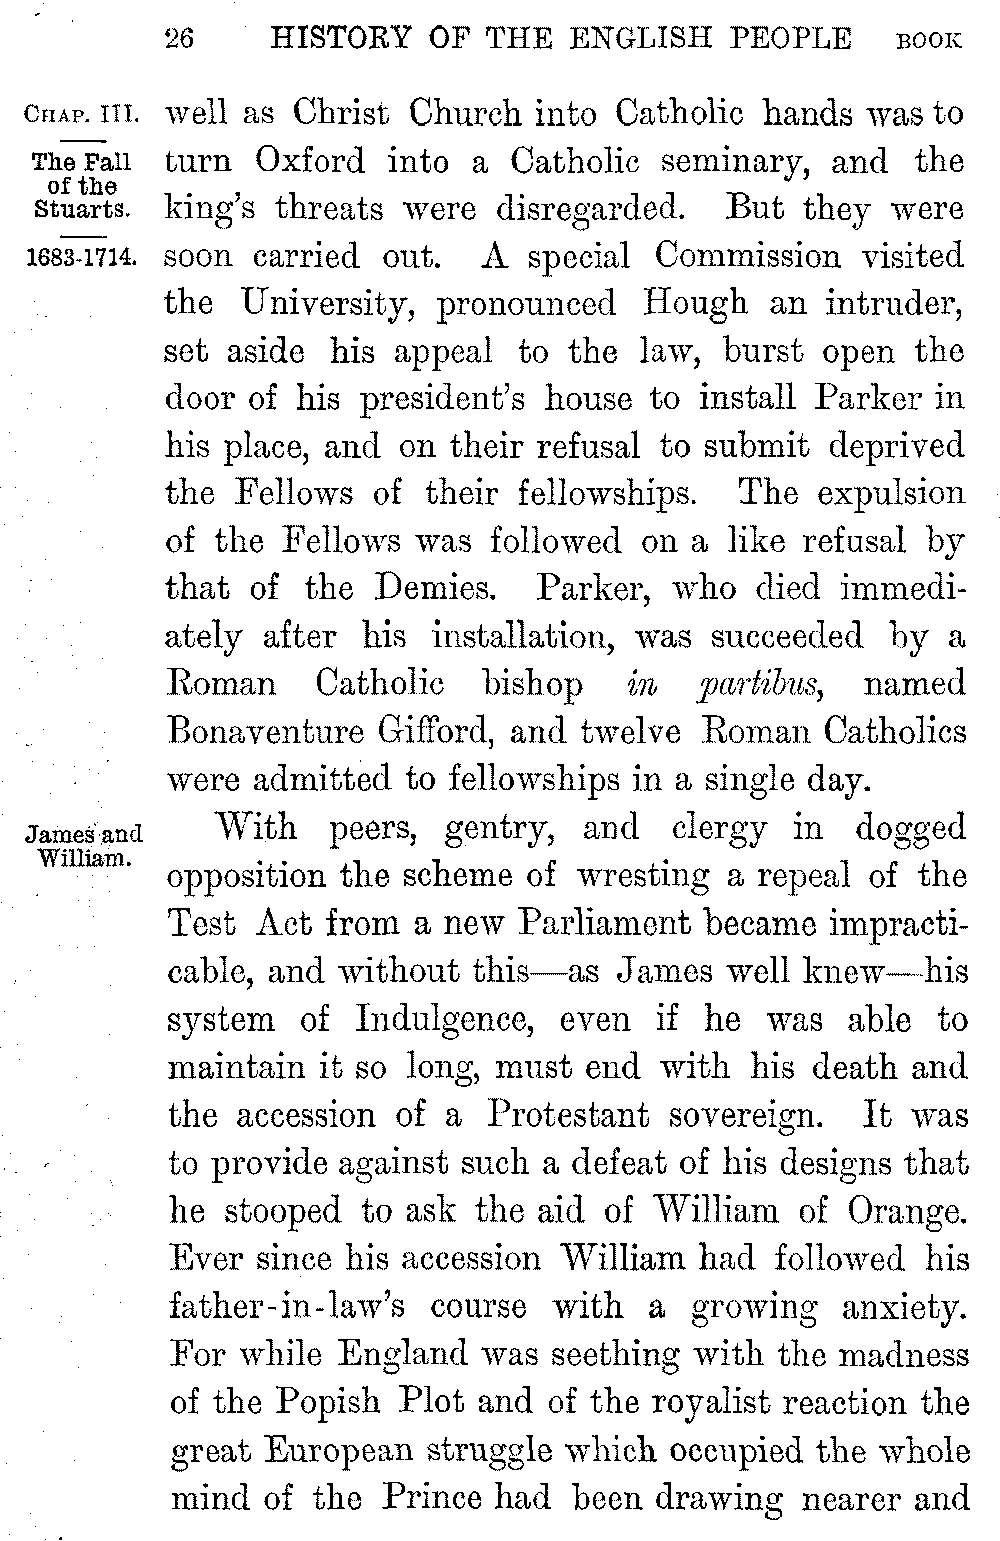 26 HISTORY OF THE ENGLISH PEOPLE BOOK
CHAP. III.
The Fall
of the
Stuarts.
1683-1714.
well as Christ Church into Catholic hands was to
turn Oxford into a Catholic seminary, and the
king's threats were disregarded. But they were
soon carried out. A special Commission visited
the University, pronounced Hough an intruder,
set aside his appeal to the law, burst open the
door of his president's house to install Parker in
his place, and on their refusal to submit deprived
the Fellows of their fellowships. The expulsion
of the Fellows was followed on a like refusal by
that of the Demies. Parker, who died immedi-
ately after his installation, was succeeded by a
Roman Catholic bishop in partibus, named
Bonaventure Gifford, and twelve Roman Catholics
were admitted to fellowships in a single day.
James and
William.
With peers, gentry, and clergy in dogged
opposition the scheme of wresting a repeal of the
Test Act from a new Parliament became impracti-
cable, and without this—as James well knew—his
system of Indulgence, even if he was able to
maintain it so long, must end with his death and
the accession of a Protestant sovereign. It was
to provide against such a defeat of his designs that
he stooped to ask the aid of William of Orange.
Ever since his accession William had followed his
father-in-law's course with a growing anxiety.
For while England was seething with the madness
of the Popish Plot and of the royalist reaction the
great European struggle which occupied the whole
mind of the Prince had been drawing nearer and